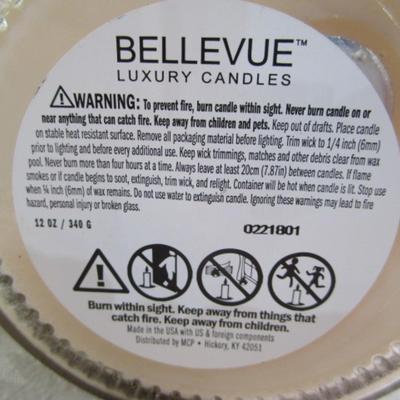 BELLEVUE™
LUXURY CANDLES
⚠WARNING: To prevent fire, burn candle within sight. Never burn candle on or
near anything that can catch fire. Keep away from children and pets. Keep out of drafts. Place candle
on stable heat resistant surface. Remove all packaging material before lighting. Trim wick to 1/4 inch (6mm)
prior to lighting and before every additional use. Keep wick trimmings, matches and other debris clear from wax
pool. Never burn more than four hours at a time. Always leave at least 20cm (7.87in) between candles. If flame
smokes or if candle begins to soot, extinguish, trim wick, and relight. Container will be hot when candle is lit. Stop use
when ¼ inch (6mm) of wax remains. Do not use water to extinguish candle. Ignoring these warnings may lead to fire
hazard, personal injury or broken glass.
12 OZ / 340 G
0221801
Burn within sight. Keep away from things that
catch fire. Keep away from children.
Made in the USA with US & foreign components
Distributed by MCP • Hickory, KY 42051